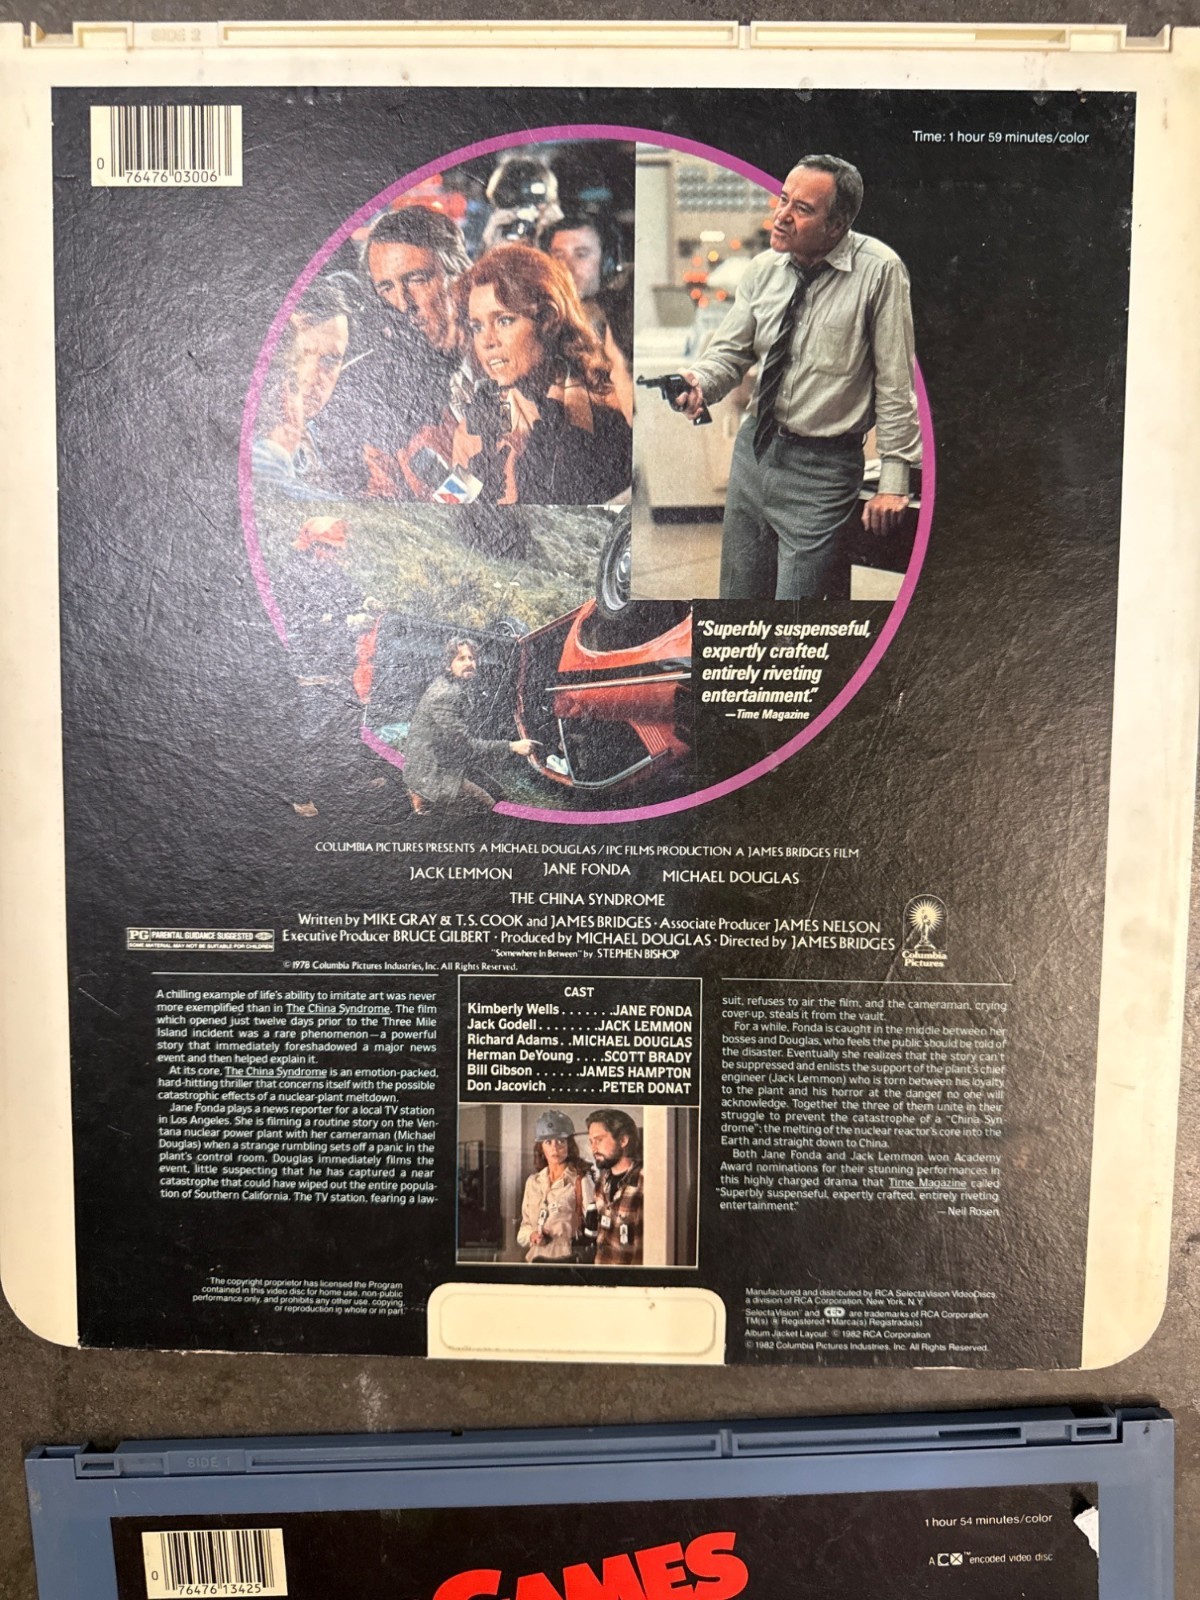 SIDE 2
0
76476 03006
Time: 1 hour 59 minutes/color
"Superbly suspenseful,
expertly crafted,
entirely riveting
entertainment."
—Time Magazine
COLUMBIA PICTURES PRESENTS A MICHAEL DOUGLAS/IPC FILMS PRODUCTION A JAMES BRIDGES FILM
JACK LEMMON JANE FONDA MICHAEL DOUGLAS
THE CHINA SYNDROME
Written by MIKE GRAY & T.S. COOK and JAMES BRIDGES · Associate Producer JAMES NELSON
Executive Producer BRUCE GILBERT · Produced by MICHAEL DOUGLAS · Directed by JAMES BRIDGES
"Somewhere In Between" by STEPHEN BISHOP
© 1978 Columbia Pictures Industries, Inc. All Rights Reserved.
PG PARENTAL GUIDANCE SUGGESTED
SOME MATERIAL MAY NOT BE SUITABLE FOR CHILDREN
Columbia
Pictures
A chilling example of life's ability to imitate art was never
more exemplified than in The China Syndrome. The film
which opened just twelve days prior to the Three Mile
Island incident was a rare phenomenon—a powerful
story that immediately foreshadowed a major news
event and then helped explain it.
At its core, The China Syndrome is an emotion-packed,
hard-hitting thriller that concerns itself with the possible
catastrophic effects of a nuclear-plant meltdown.
Jane Fonda plays a news reporter for a local TV station
in Los Angeles. She is filming a routine story on the Ven-
tana nuclear power plant with her cameraman (Michael
Douglas) when a strange rumbling sets off a panic in the
plant's control room. Douglas immediately films the
event, little suspecting that he has captured a near
catastrophe that could have wiped out the entire popula-
tion of Southern California. The TV station, fearing a law-
CAST
Kimberly Wells.......JANE FONDA
Jack Godell........JACK LEMMON
Richard Adams..MICHAEL DOUGLAS
Herman DeYoung....SCOTT BRADY
Bill Gibson......JAMES HAMPTON
Don Jacovich.......PETER DONAT
suit, refuses to air the film, and the cameraman, crying
cover-up, steals it from the vault.
For a while, Fonda is caught in the middle between her
bosses and Douglas, who feels the public should be told of
the disaster. Eventually she realizes that the story can't
be suppressed and enlists the support of the plant's chief
engineer (Jack Lemmon) who is torn between his loyalty
to the plant and his horror at the danger no one will
acknowledge. Together the three of them unite in their
struggle to prevent the catastrophe of a "China Syn-
drome"; the melting of the nuclear reactor's core into the
Earth and straight down to China.
Both Jane Fonda and Jack Lemmon won Academy
Award nominations for their stunning performances in
this highly charged drama that Time Magazine called
"Superbly suspenseful, expertly crafted, entirely riveting
entertainment."
—Neil Rosen
"The copyright proprietor has licensed the Program
contained in this video disc for home use, non-public
performance only, and prohibits any other use, copying,
or reproduction in whole or in part."
Manufactured and distributed by RCA SelectaVision VideoDiscs
a division of RCA Corporation, New York, N.Y.
SelectaVision® and CED are trademarks of RCA Corporation
TM(s) ® Registered • Marca(s) Registrada(s)
Album Jacket Layout: © 1982 RCA Corporation
© 1982 Columbia Pictures Industries, Inc. All Rights Reserved.
SIDE 1
0
76476 13425
GAMES
1 hour 54 minutes/color
A CX™ encoded video disc